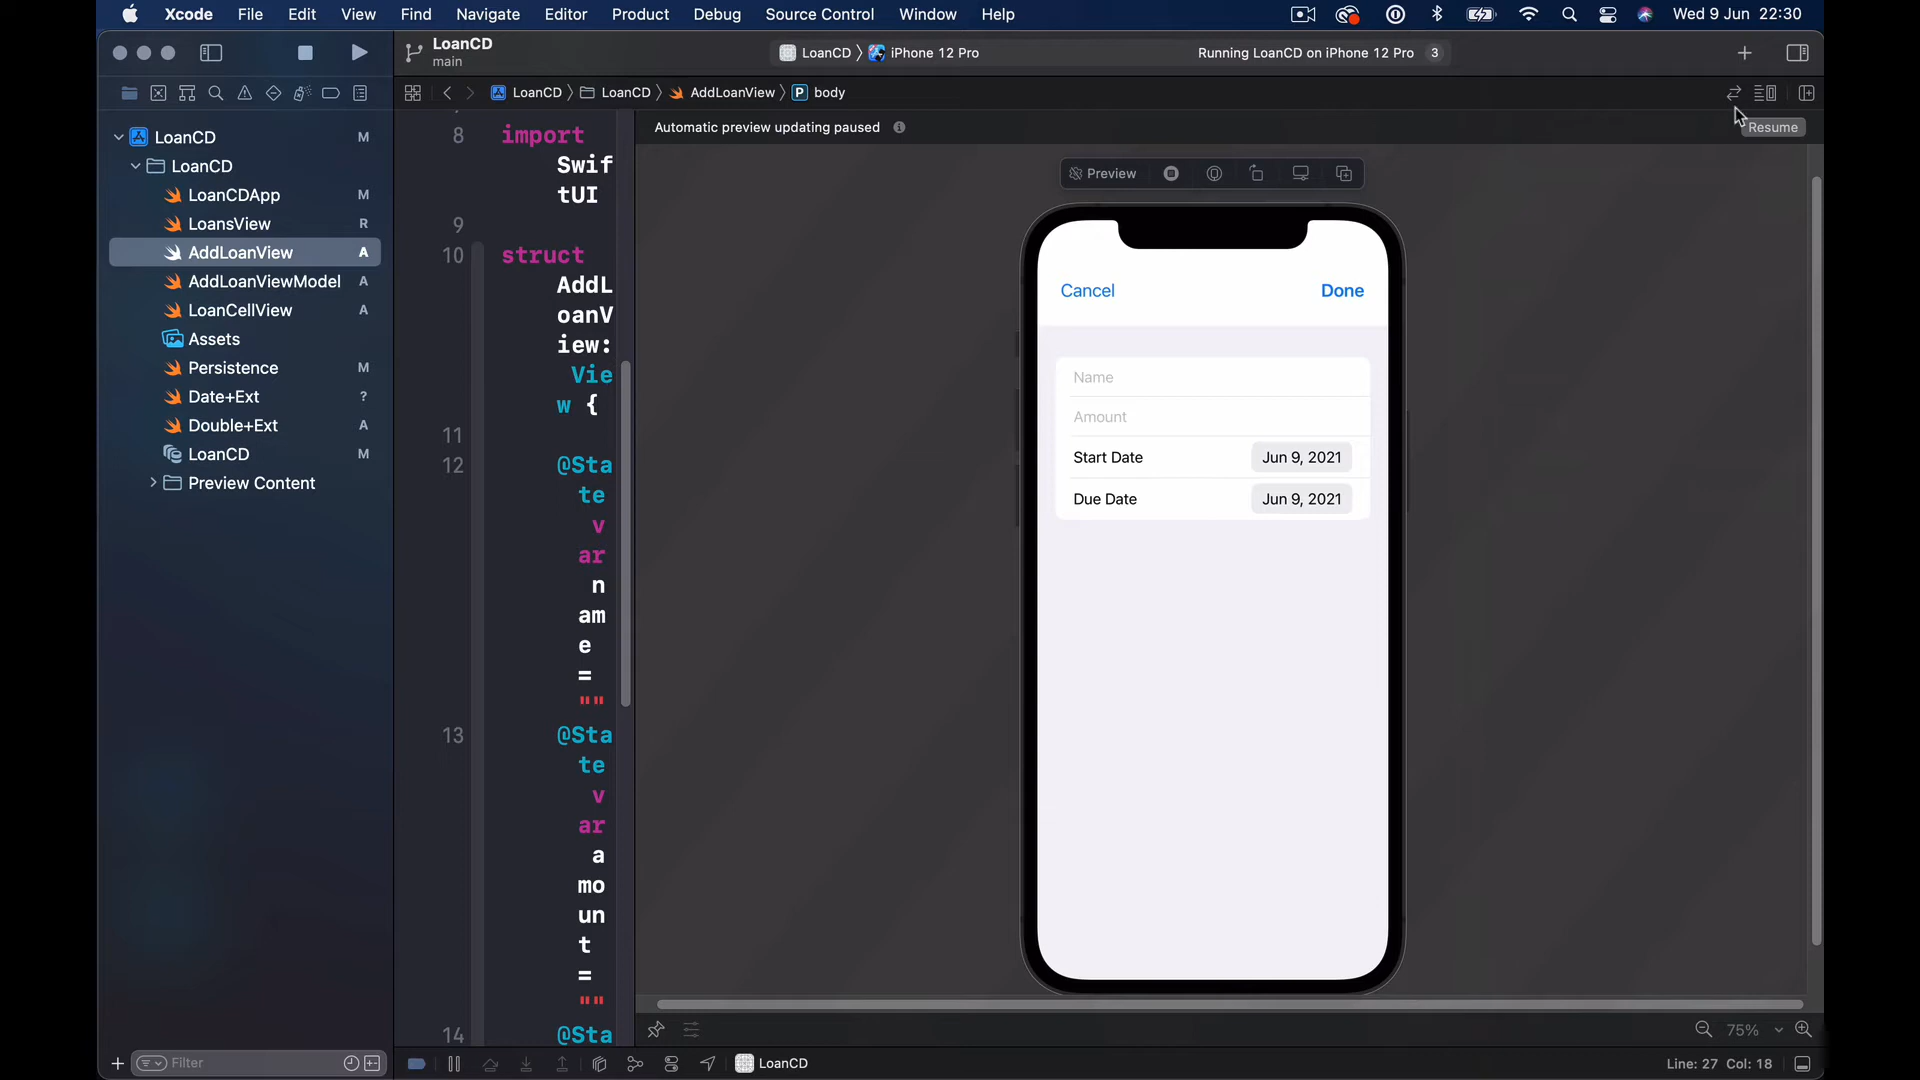 Xcode File Edit View Find Navigate Editor Product Debug Source Control Window Help Wed 9 Jun 22:30
LoanCD
main
LoanCD iPhone 12 Pro
Running LoanCD on iPhone 12 Pro 3
LoanCD LoanCD AddLoanView P body
LoanCD M
LoanCD
LoanCDApp M
LoansView R
AddLoanView A
AddLoanViewModel A
LoanCellView A
Assets
Persistence M
Date+Ext ?
Double+Ext A
LoanCD M
Preview Content
Filter
8 import
Swif
tUI
9
10 struct
AddL
oanV
iew:
Vie
w {
11
12 @Sta
te
v
ar
n
am
e
=
""
13 @Sta
te
v
ar
a
mo
un
t
=
""
14 @Sta
Automatic preview updating paused
Resume
Preview
Cancel Done
Name
Amount
Start Date Jun 9, 2021
Due Date Jun 9, 2021
75%
LoanCD
Line: 27 Col: 18